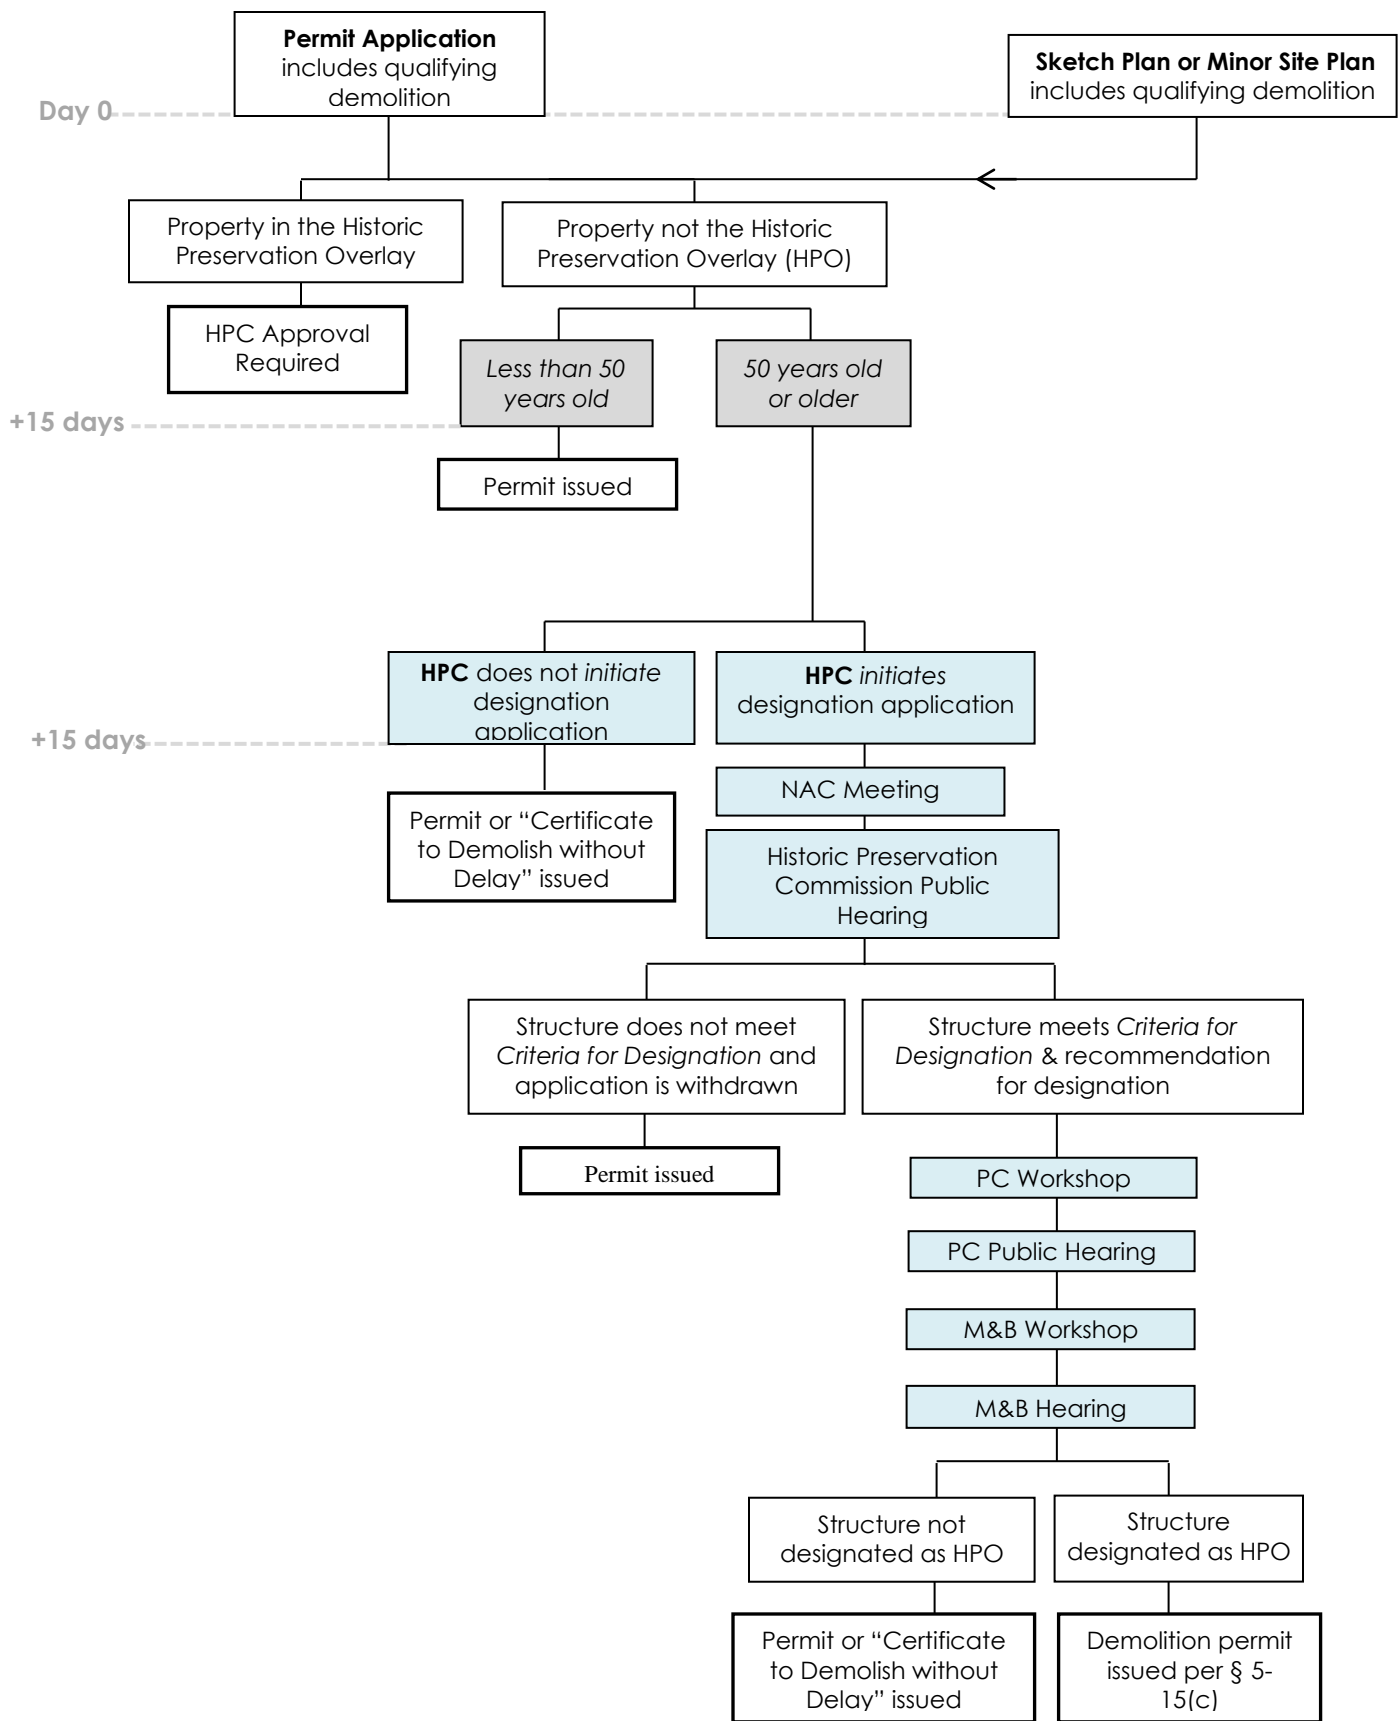 Permit Application
includes qualifying
demolition
Sketch Plan or Minor Site Plan
includes qualifying demolition
Day 0
Property in the Historic
Preservation Overlay
Property not the Historic
Preservation Overlay (HPO)
HPC Approval
Required
Less than 50
years old
50 years old
or older
+15 days
Permit issued
HPC does not initiate
designation
application
HPC initiates
designation application
+15 days
NAC Meeting
Permit or “Certificate
to Demolish without
Delay” issued
Historic Preservation
Commission Public
Hearing
Structure does not meet
Criteria for Designation and
application is withdrawn
Structure meets Criteria for
Designation & recommendation
for designation
Permit issued
PC Workshop
PC Public Hearing
M&B Workshop
M&B Hearing
Structure not
designated as HPO
Structure
designated as HPO
Permit or “Certificate
to Demolish without
Delay” issued
Demolition permit
issued per § 5-
15(c)